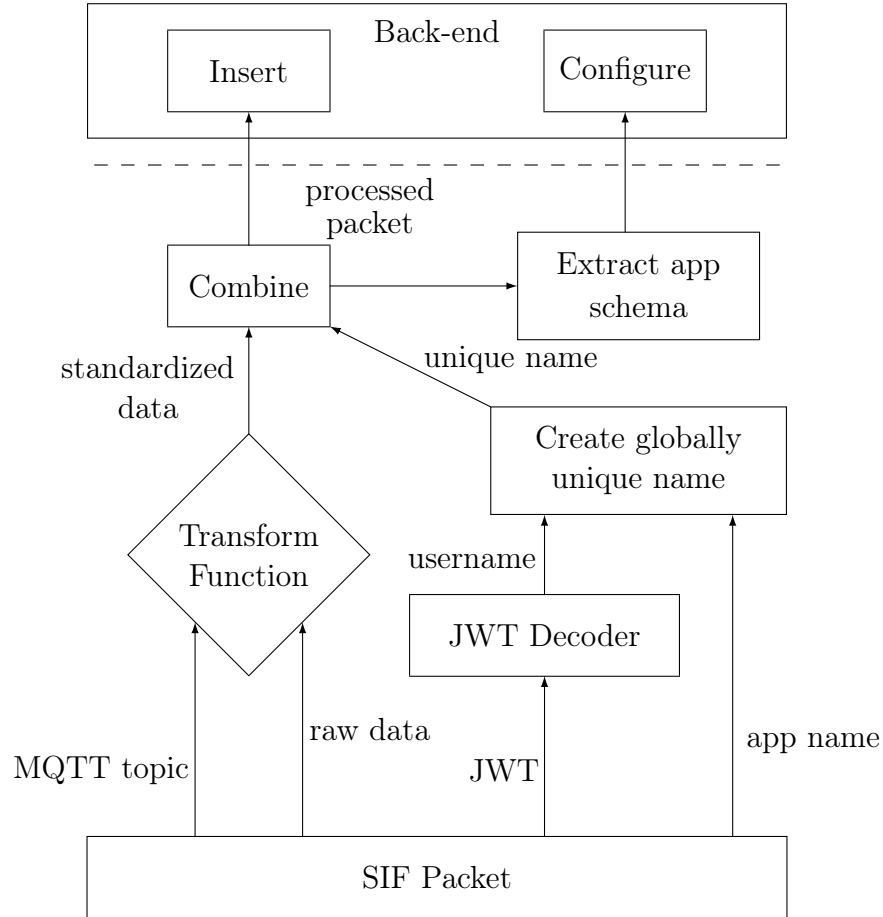 Back-end
Insert
Configure
processed
packet
Combine
Extract app
schema
unique name
standardized
data
Create globally
unique name
Transform
Function
username
JWT Decoder
raw data
app name
MQTT topic
JWT
SIF Packet